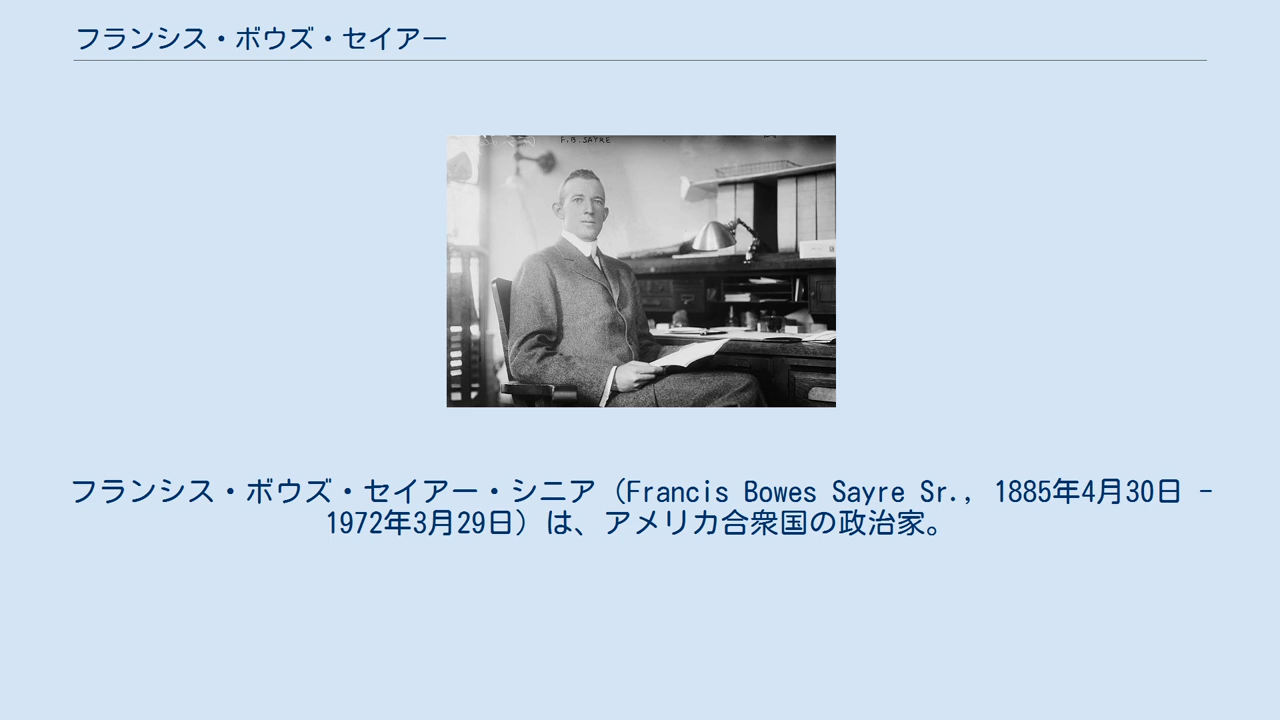 フランシス・ボウズ・セイアー
F.B. SAYRE
フランシス・ボウズ・セイアー・シニア（Francis Bowes Sayre Sr., 1885年4月30日 -
1972年3月29日）は、アメリカ合衆国の政治家。